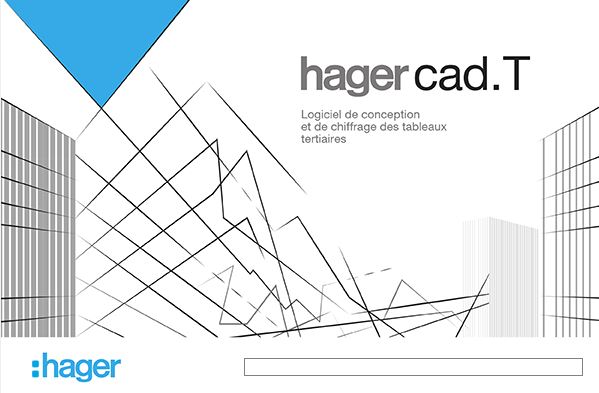 hager cad.T
Logiciel de conception
et de chiffrage des tableaux
tertiaires
:hager